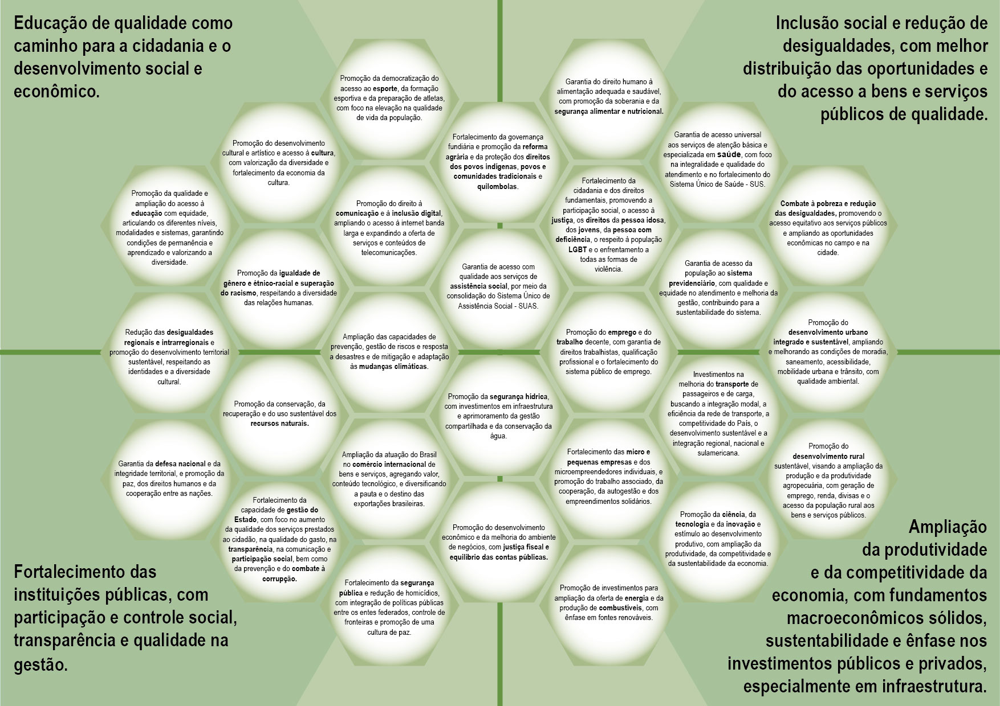 Educação de qualidade como
caminho para a cidadania e o
desenvolvimento social e
econômico.
Inclusão social e redução de
desigualdades, com melhor
distribuição das oportunidades e
do acesso a bens e serviços
públicos de qualidade.
Promoção da democratização do
acesso ao esporte, da formação
esportiva e da preparação de atletas,
com foco na elevação na qualidade
de vida da população.
Garantia do direito humano à
alimentação adequada e saudável,
com promoção da soberania e da
segurança alimentar e nutricional.
Promoção do desenvolvimento
cultural e artístico e acesso à cultura,
com valorização da diversidade e
fortalecimento da economia da
cultura.
Fortalecimento da governança
fundiária e promoção da reforma
agrária e da proteção dos direitos
dos povos indígenas, povos e
comunidades tradicionais e
quilombolas.
Garantia de acesso universal
aos serviços de atenção básica e
especializada em saúde, com foco
na integralidade e qualidade do
atendimento e no fortalecimento do
Sistema Único de Saúde - SUS.
Promoção da qualidade e
ampliação do acesso à
educação com equidade,
articulando os diferentes níveis,
modalidades e sistemas, garantindo
condições de permanência e
aprendizado e valorizando a
diversidade.
Promoção do direito à
comunicação e à inclusão digital,
ampliando o acesso à internet banda
larga e expandindo a oferta de
serviços e conteúdos de
telecomunicações.
Fortalecimento da
cidadania e dos direitos
fundamentais, promovendo a
participação social, o acesso à
justiça, os direitos da pessoa idosa,
dos jovens, da pessoa com
deficiência, o respeito à população
LGBT e o enfrentamento a
todas as formas de
violência.
Combate à pobreza e redução
das desigualdades, promovendo o
acesso equitativo aos serviços públicos
e ampliando as oportunidades
econômicas no campo e na
cidade.
Promoção da igualdade de
gênero e étnico-racial e superação
do racismo, respeitando a diversidade
das relações humanas.
Garantia de acesso com
qualidade aos serviços de
assistência social, por meio da
consolidação do Sistema Único de
Assistência Social - SUAS.
Garantia de acesso da
população ao sistema
previdenciário, com qualidade e
equidade no atendimento e melhoria da
gestão, contribuindo para a
sustentabilidade do sistema.
Redução das desigualdades
regionais e intrarregionais e
promoção do desenvolvimento territorial
sustentável, respeitando as
identidades e a diversidade
cultural.
Ampliação das capacidades de
prevenção, gestão de riscos e resposta
a desastres e de mitigação e adaptação
às mudanças climáticas.
Promoção do emprego e do
trabalho decente, com garantia de
direitos trabalhistas, qualificação
profissional e o fortalecimento do
sistema público de emprego.
Promoção do
desenvolvimento urbano
integrado e sustentável, ampliando
e melhorando as condições de moradia,
saneamento, acessibilidade,
mobilidade urbana e trânsito, com
qualidade ambiental.
Promoção da conservação, da
recuperação e do uso sustentável dos
recursos naturais.
Promoção da segurança hídrica,
com investimentos em infraestrutura
e aprimoramento da gestão
compartilhada e da conservação da
água.
Investimentos na
melhoria do transporte de
passageiros e de carga,
buscando a integração modal, a
eficiência da rede de transporte, a
competitividade do País, o
desenvolvimento sustentável e a
integração regional, nacional e
sulamericana.
Garantia da defesa nacional e da
integridade territorial, e promoção da
paz, dos direitos humanos e da
cooperação entre as nações.
Ampliação da atuação do Brasil
no comércio internacional de
bens e serviços, agregando valor,
conteúdo tecnológico, e diversificando
a pauta e o destino das
exportações brasileiras.
Fortalecimento das micro e
pequenas empresas e dos
microempreendedores individuais, e
promoção do trabalho associado, da
cooperação, da autogestão e dos
empreendimentos solidários.
Promoção do
desenvolvimento rural
sustentável, visando a ampliação da
produção e da produtividade
agropecuária, com geração de
emprego, renda, divisas e o
acesso da população rural aos
bens e serviços públicos.
Fortalecimento da
capacidade de gestão do
Estado, com foco no aumento
da qualidade dos serviços prestados
ao cidadão, na qualidade do gasto, na
transparência, na comunicação e
participação social, bem como
da prevenção e do combate à
corrupção.
Promoção do desenvolvimento
econômico e da melhoria do ambiente
de negócios, com justiça fiscal e
equilíbrio das contas públicas.
Promoção da ciência, da
tecnologia e da inovação e
estímulo ao desenvolvimento
produtivo, com ampliação da
produtividade, da competitividade e
da sustentabilidade da economia.
Fortalecimento da segurança
pública e redução de homicídios,
com integração de políticas públicas
entre os entes federados, controle de
fronteiras e promoção de uma
cultura de paz.
Promoção de investimentos para
ampliação da oferta de energia e da
produção de combustíveis, com
ênfase em fontes renováveis.
Fortalecimento das
instituições públicas, com
participação e controle social,
transparência e qualidade na
gestão.
Ampliação
da produtividade
e da competitividade da
economia, com fundamentos
macroeconômicos sólidos,
sustentabilidade e ênfase nos
investimentos públicos e privados,
especialmente em infraestrutura.